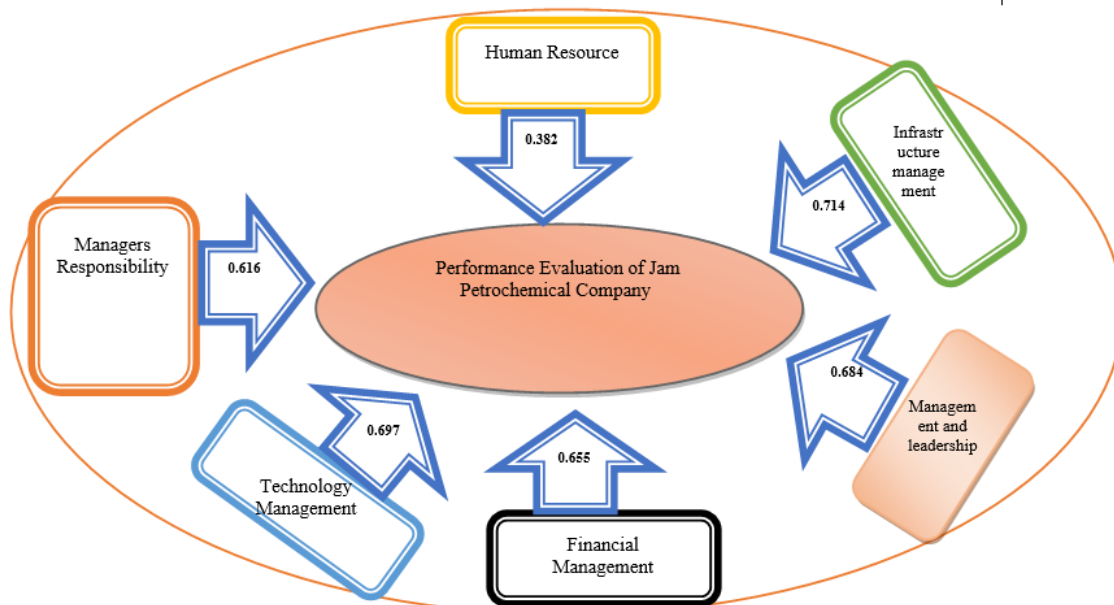 Human Resource
0.382
Infrastr
ucture
manage
ment
0.714
Managers
Responsibility
0.616
Performance Evaluation of Jam
Petrochemical Company
0.684
Managem
ent and
leadership
0.697
Technology
Management
0.655
Financial
Management